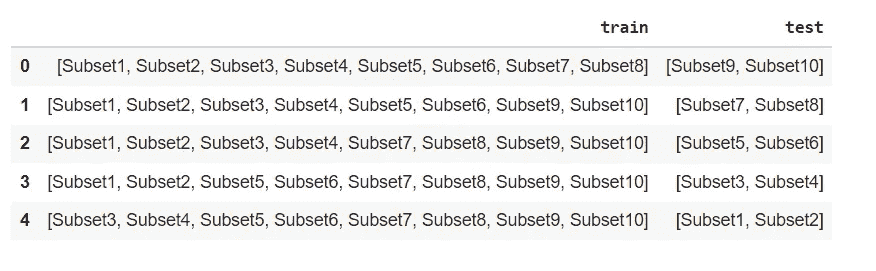 train test
0 [Subset1, Subset2, Subset3, Subset4, Subset5, Subset6, Subset7, Subset8] [Subset9, Subset10]
1 [Subset1, Subset2, Subset3, Subset4, Subset5, Subset6, Subset9, Subset10] [Subset7, Subset8]
2 [Subset1, Subset2, Subset3, Subset4, Subset7, Subset8, Subset9, Subset10] [Subset5, Subset6]
3 [Subset1, Subset2, Subset5, Subset6, Subset7, Subset8, Subset9, Subset10] [Subset3, Subset4]
4 [Subset3, Subset4, Subset5, Subset6, Subset7, Subset8, Subset9, Subset10] [Subset1, Subset2]